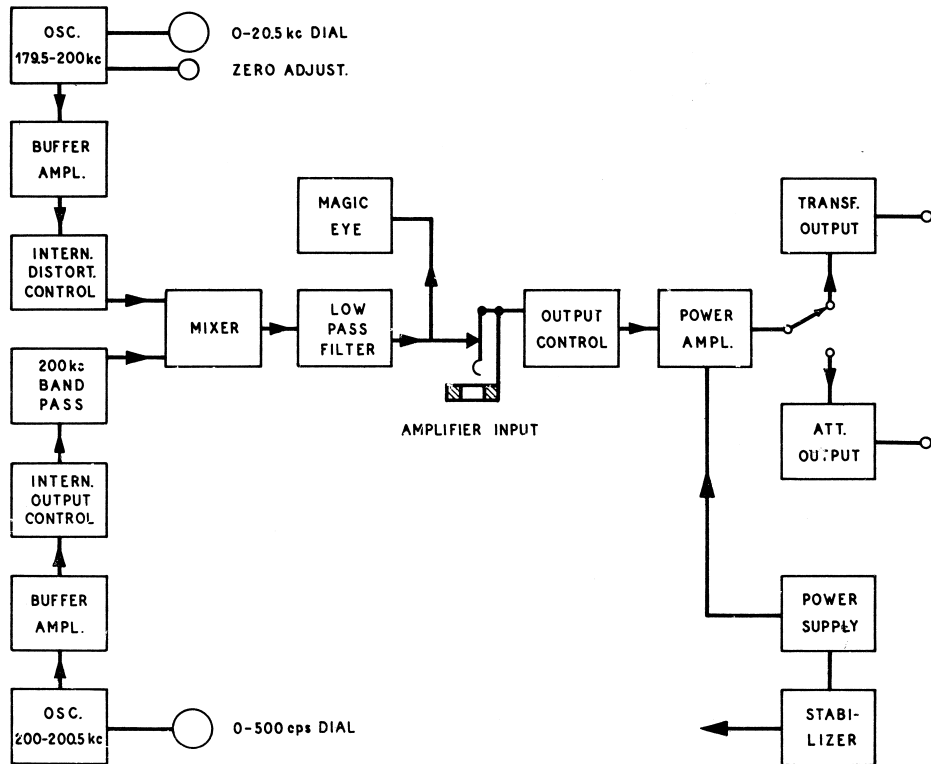 OSC.
179.5-200kc
0-20.5 kc DIAL
ZERO ADJUST.
BUFFER
AMPL.
INTERN.
DISTORT.
CONTROL
MAGIC
EYE
TRANSF.
OUTPUT
MIXER
LOW
PASS
FILTER
OUTPUT
CONTROL
POWER
AMPL.
200kc
BAND
PASS
AMPLIFIER INPUT
ATT.
OUTPUT
INTERN.
OUTPUT
CONTROL
BUFFER
AMPL.
POWER
SUPPLY
OSC.
200-200.5kc
0-500 cps DIAL
STABI-
LIZER